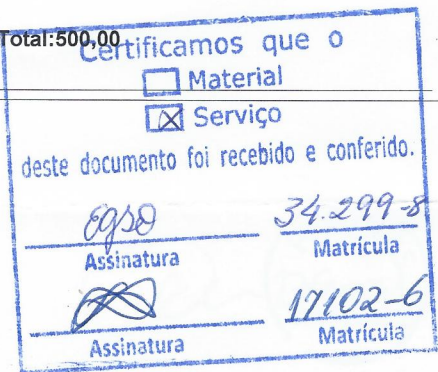 Total:500,00
Certificamos que o
Material
Serviço
deste documento foi recebido e conferido.
34.299-8
Assinatura Matrícula
17102-6
Assinatura Matrícula